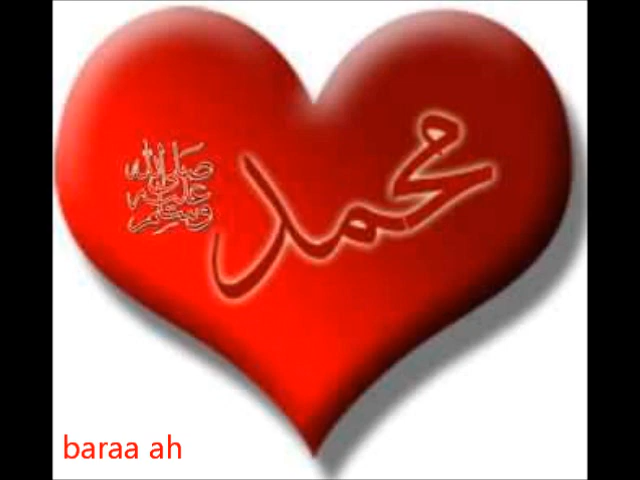 محمد
صلى الله
عليه
وسلم
baraa ah